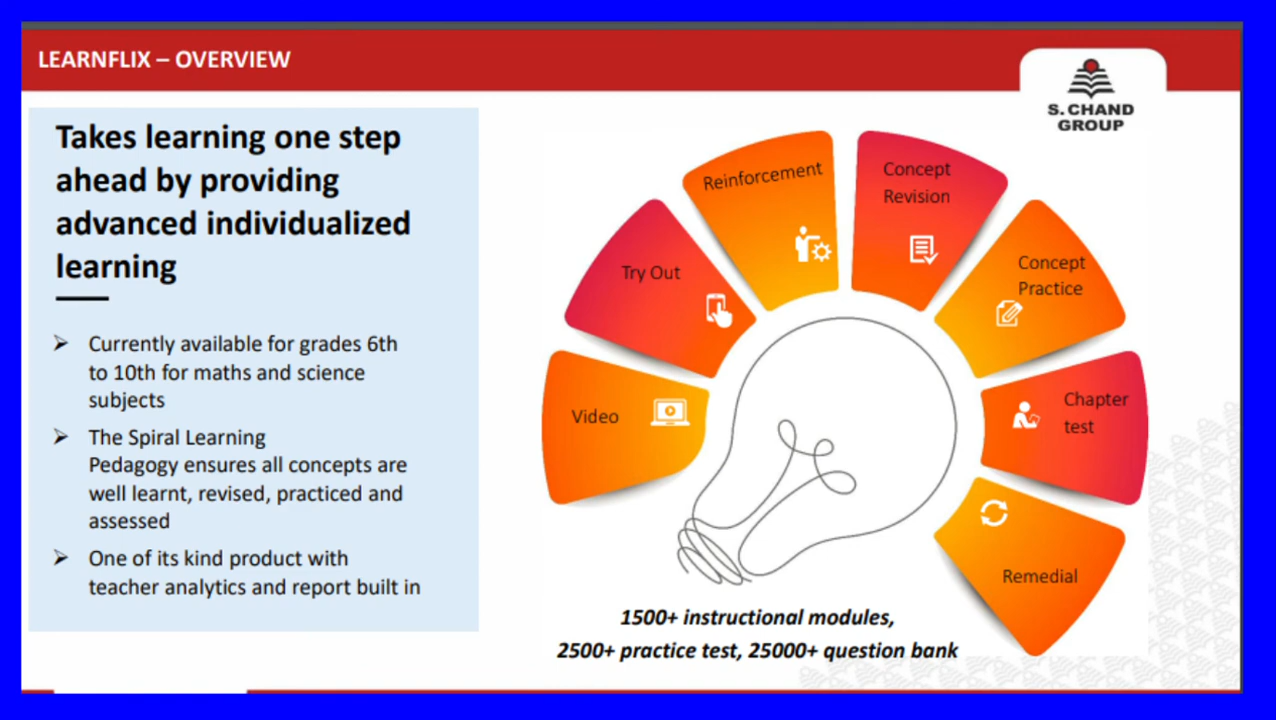 LEARNFLIX – OVERVIEW
S. CHAND
GROUP
Takes learning one step
ahead by providing
advanced individualized
learning
Currently available for grades 6th
to 10th for maths and science
subjects
The Spiral Learning
Pedagogy ensures all concepts are
well learnt, revised, practiced and
assessed
One of its kind product with
teacher analytics and report built in
Video
Try Out
Reinforcement
Concept
Revision
Concept
Practice
Chapter
test
Remedial
1500+ instructional modules,
2500+ practice test, 25000+ question bank